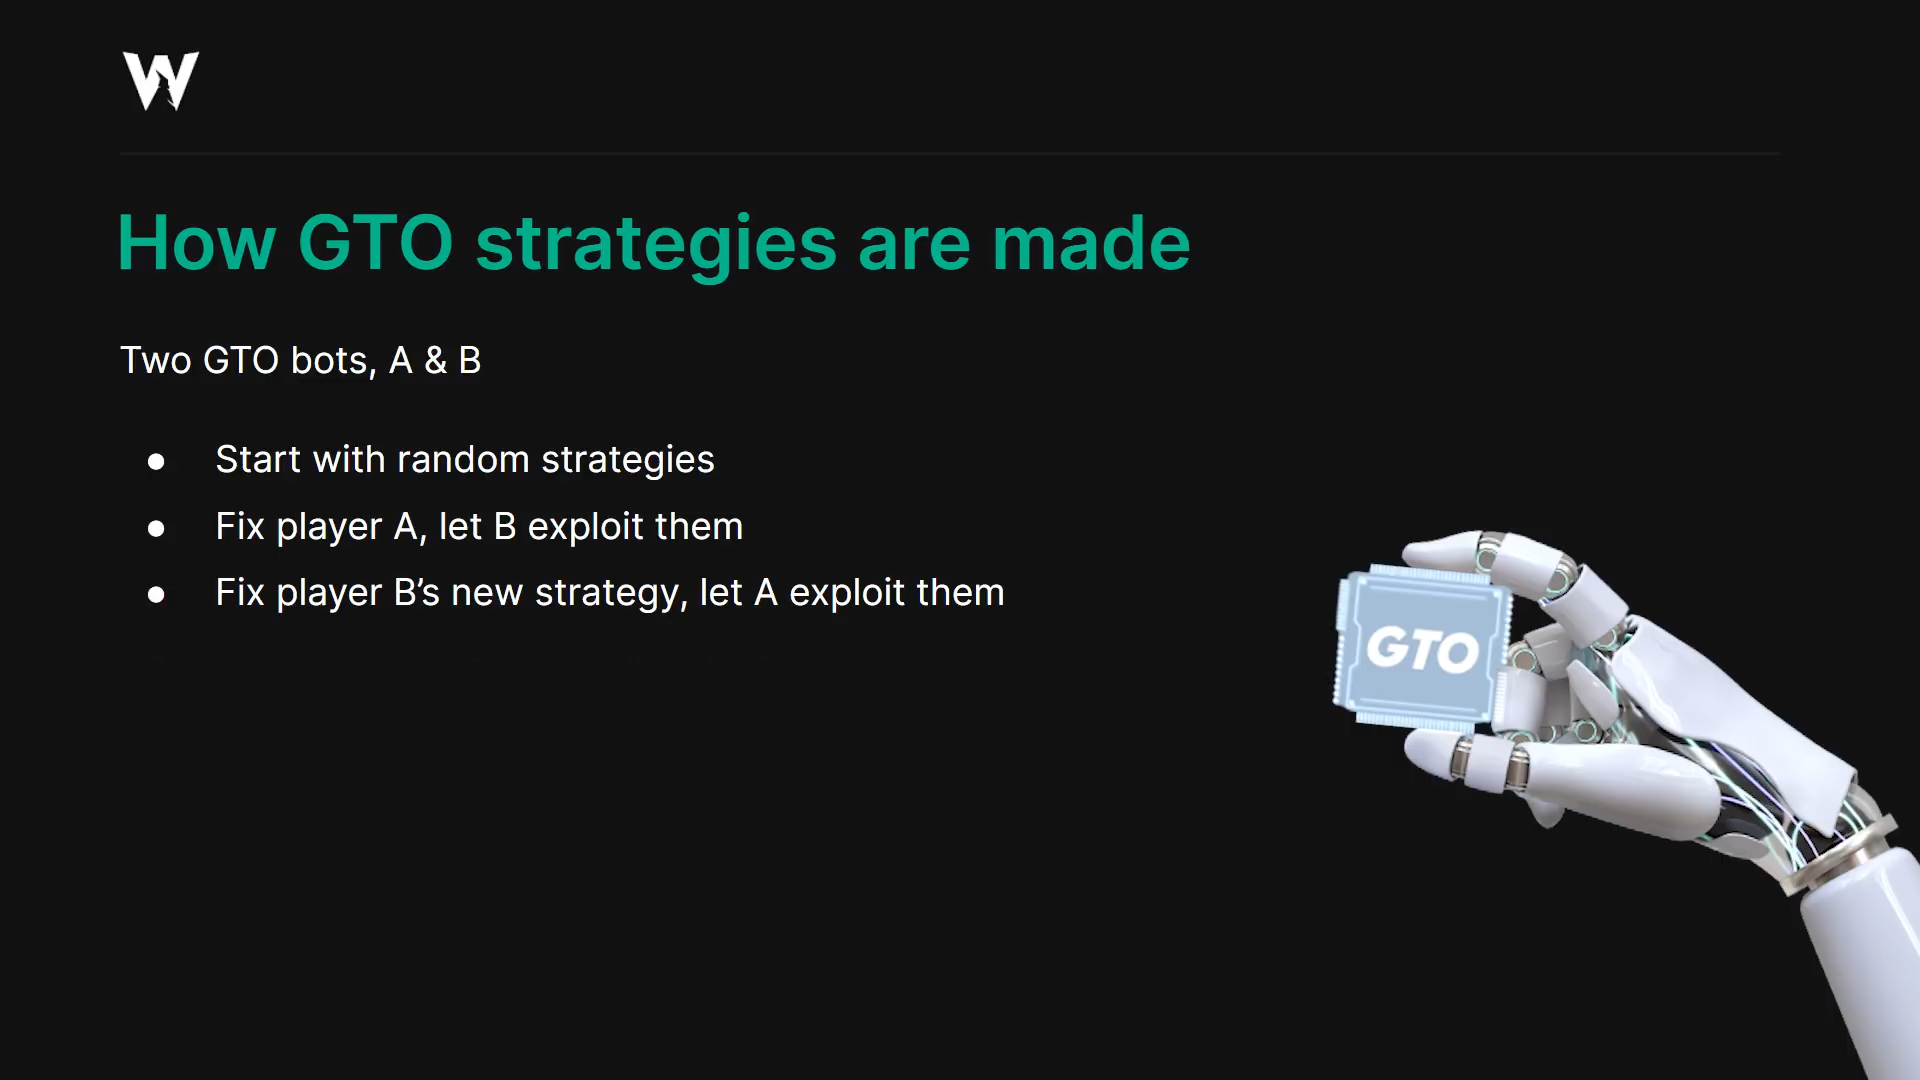 W
How GTO strategies are made
Two GTO bots, A & B
● Start with random strategies
● Fix player A, let B exploit them
● Fix player B’s new strategy, let A exploit them
GTO